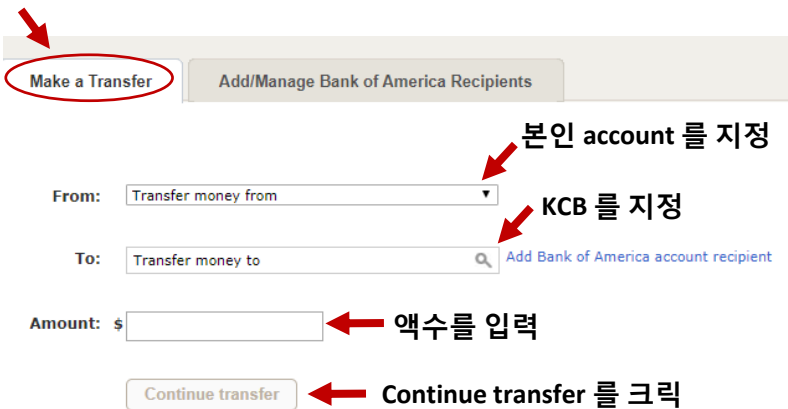 Make a Transfer
Add/Manage Bank of America Recipients
본인 account 를 지정
From: Transfer money from
KCB 를 지정
To: Transfer money to Add Bank of America account recipient
Amount: $ 액수를 입력
Continue transfer Continue transfer 를 크릭